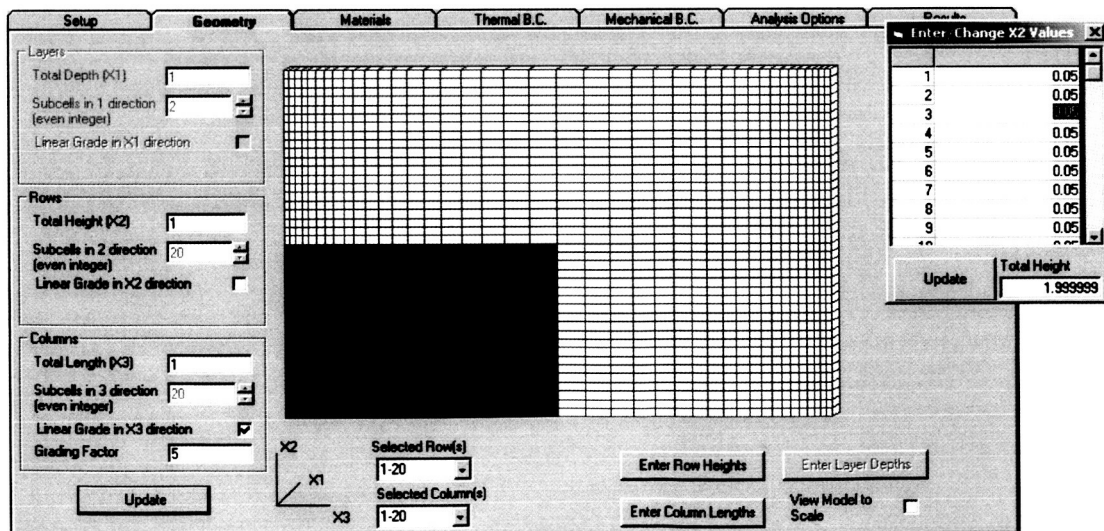 Setup
Geometry
Materials
Thermal B.C.
Mechanical B.C.
Analysis Options
Results
Layers
Total Depth (X1)
1
Subcells in 1 direction
(even integer)
2
Linear Grade in X1 direction
Rows
Total Height (X2)
1
Subcells in 2 direction
(even integer)
20
Linear Grade in X2 direction
Columns
Total Length (X3)
1
Subcells in 3 direction
(even integer)
20
Linear Grade in X3 direction
Grading Factor
5
Update
X2
X1
X3
Selected Row(s)
1-20
Selected Column(s)
1-20
Enter Row Heights
Enter Layer Depths
Enter Column Lengths
View Model to
Scale
Enter Change X2 Values
1 0.05
2 0.05
3
4 0.05
5 0.05
6 0.05
7 0.05
8 0.05
9 0.05
Update
Total Height
1.999999